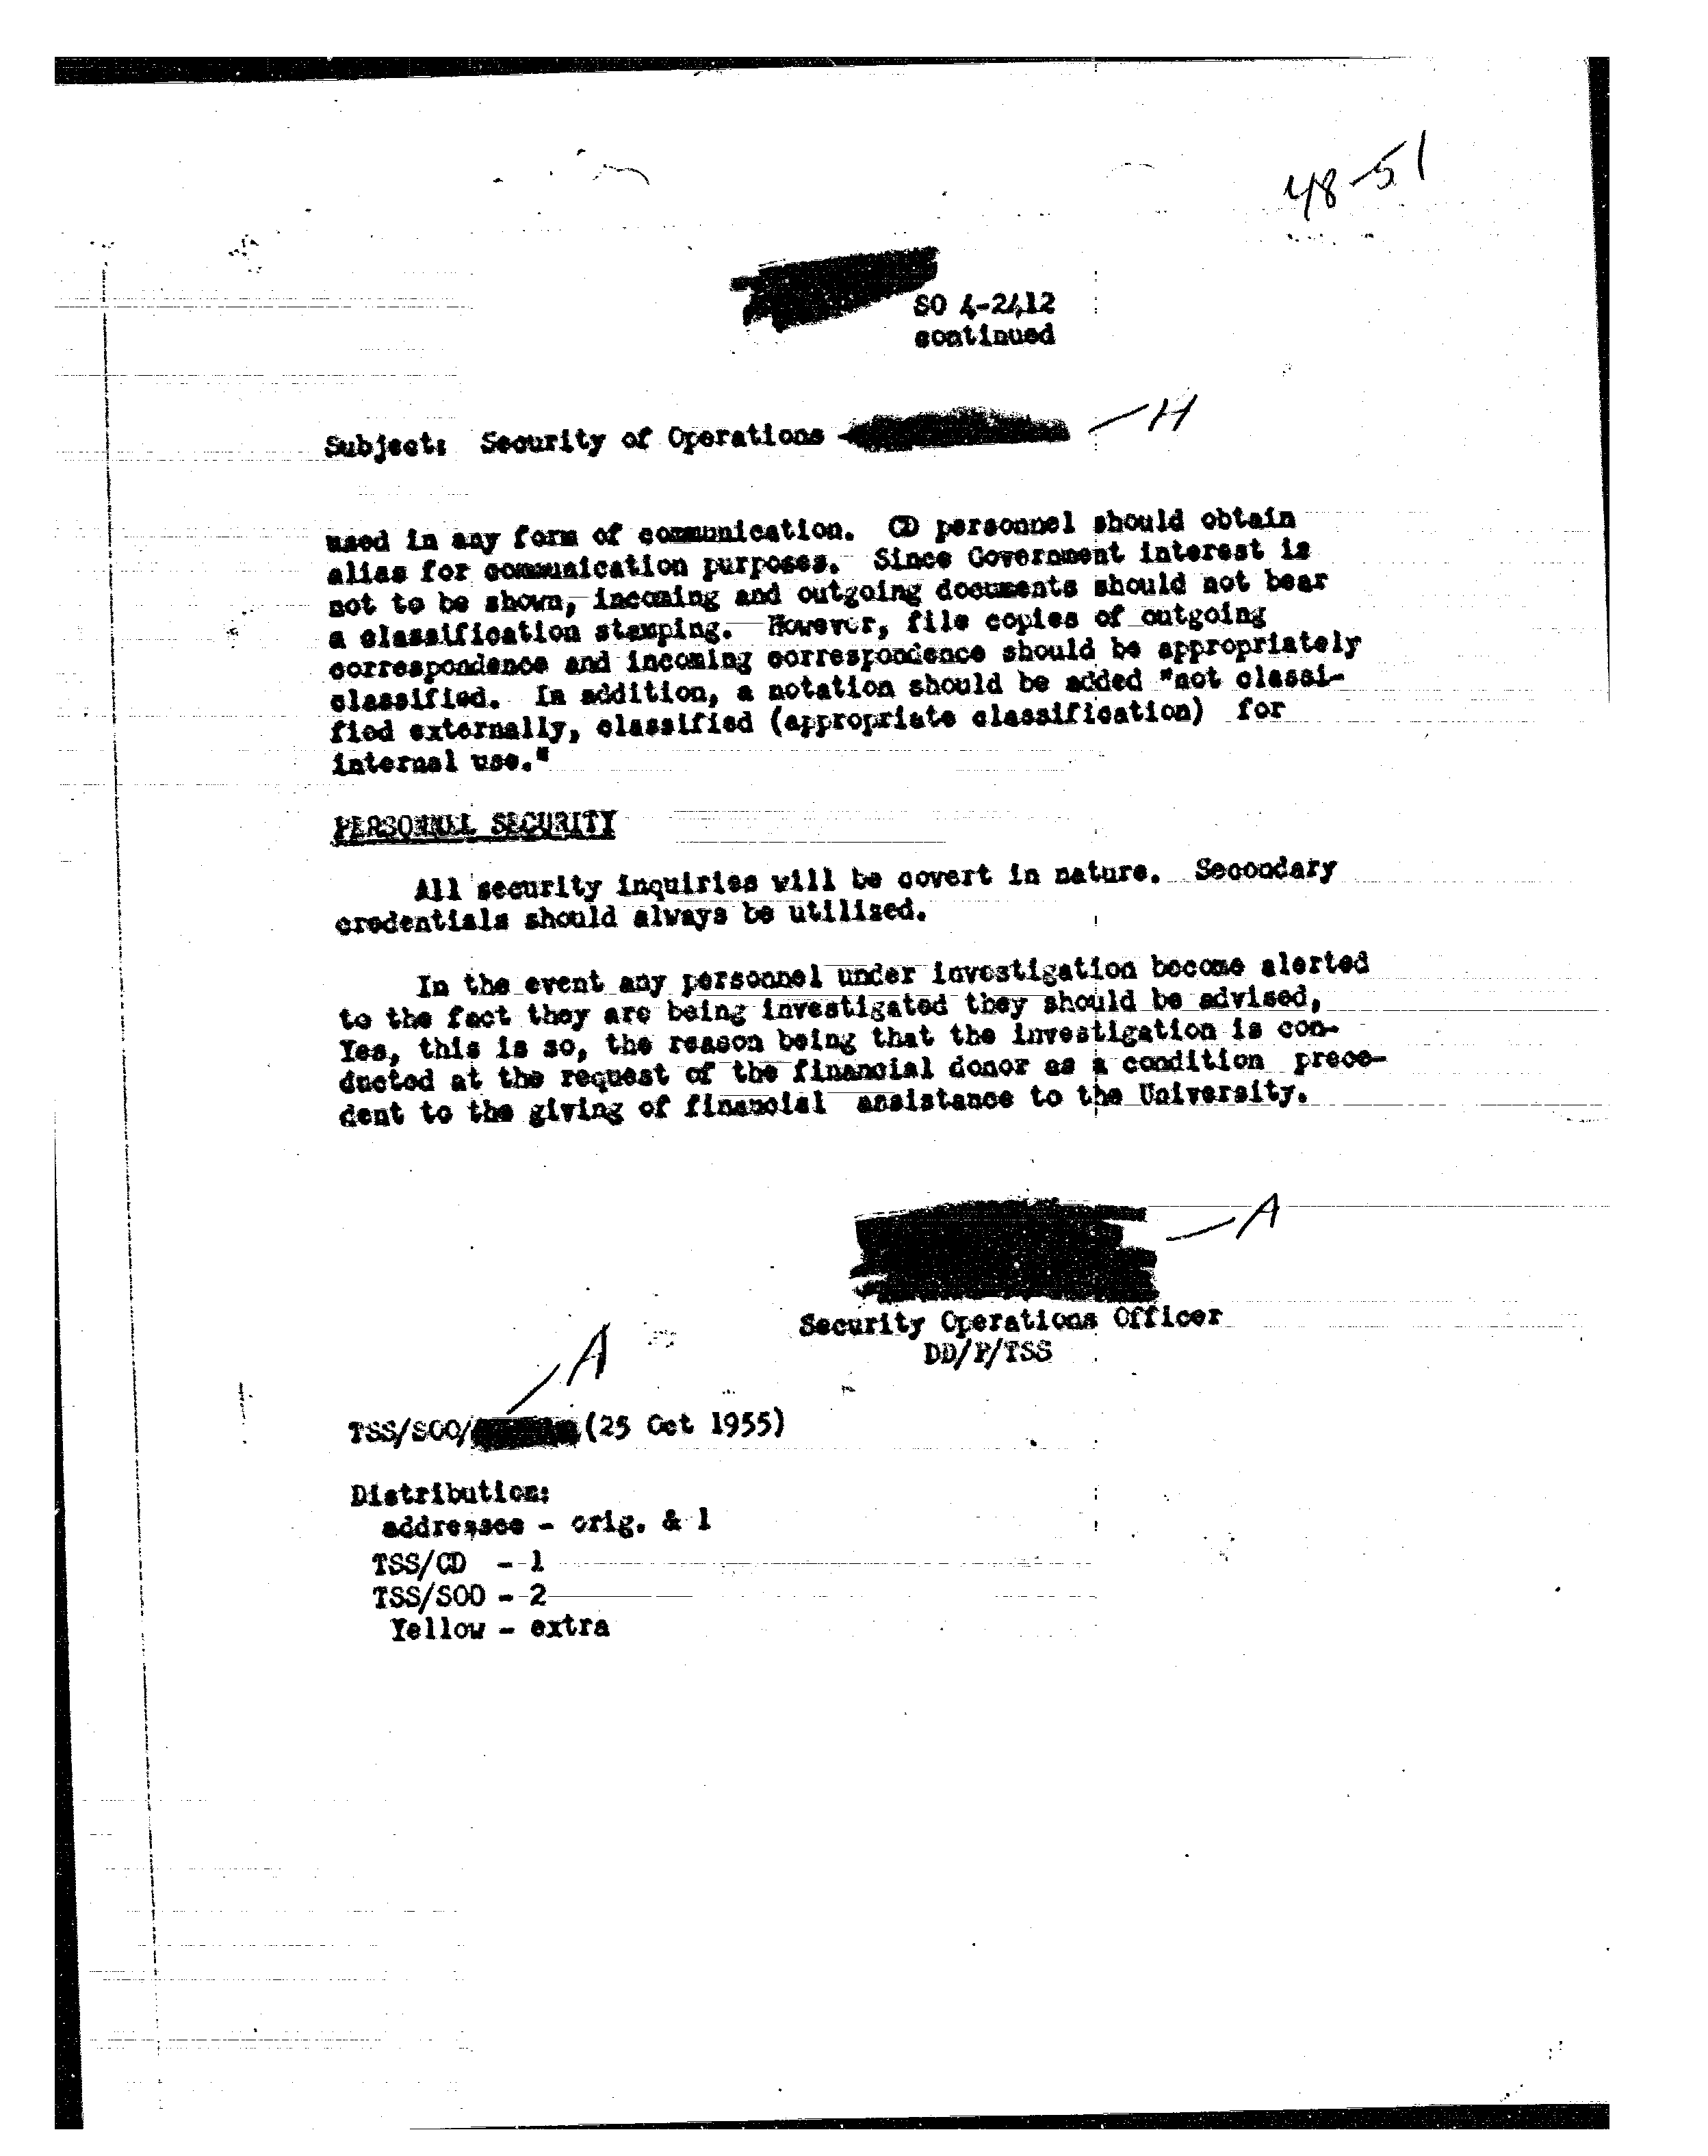 48-51
SO 4-2412
continued
Subject: Security of Operations - H
used in any form of communication. CD personnel should obtain
alias for communication purposes. Since Government interest is
not to be shown, incoming and outgoing documents should not bear
a classification stamping. However, file copies of outgoing
correspondence and incoming correspondence should be appropriately
classified. In addition, a notation should be added "not classi-
fied externally, classified (appropriate classification) for
internal use."
PERSONNEL SECURITY
All security inquiries will be covert in nature. Secondary
credentials should always be utilized.
In the event any personnel under investigation become alerted
to the fact they are being investigated they should be advised,
Yes, this is so, the reason being that the investigation is con-
ducted at the request of the financial donor as a condition prece-
dent to the giving of financial assistance to the University.
A
Security Operations Officer
DD/P/TSS
A
TSS/SOO/ (25 Oct 1955)
Distribution:
addressee - orig. & 1
TSS/CD - 1
TSS/SOO - 2
Yellow - extra